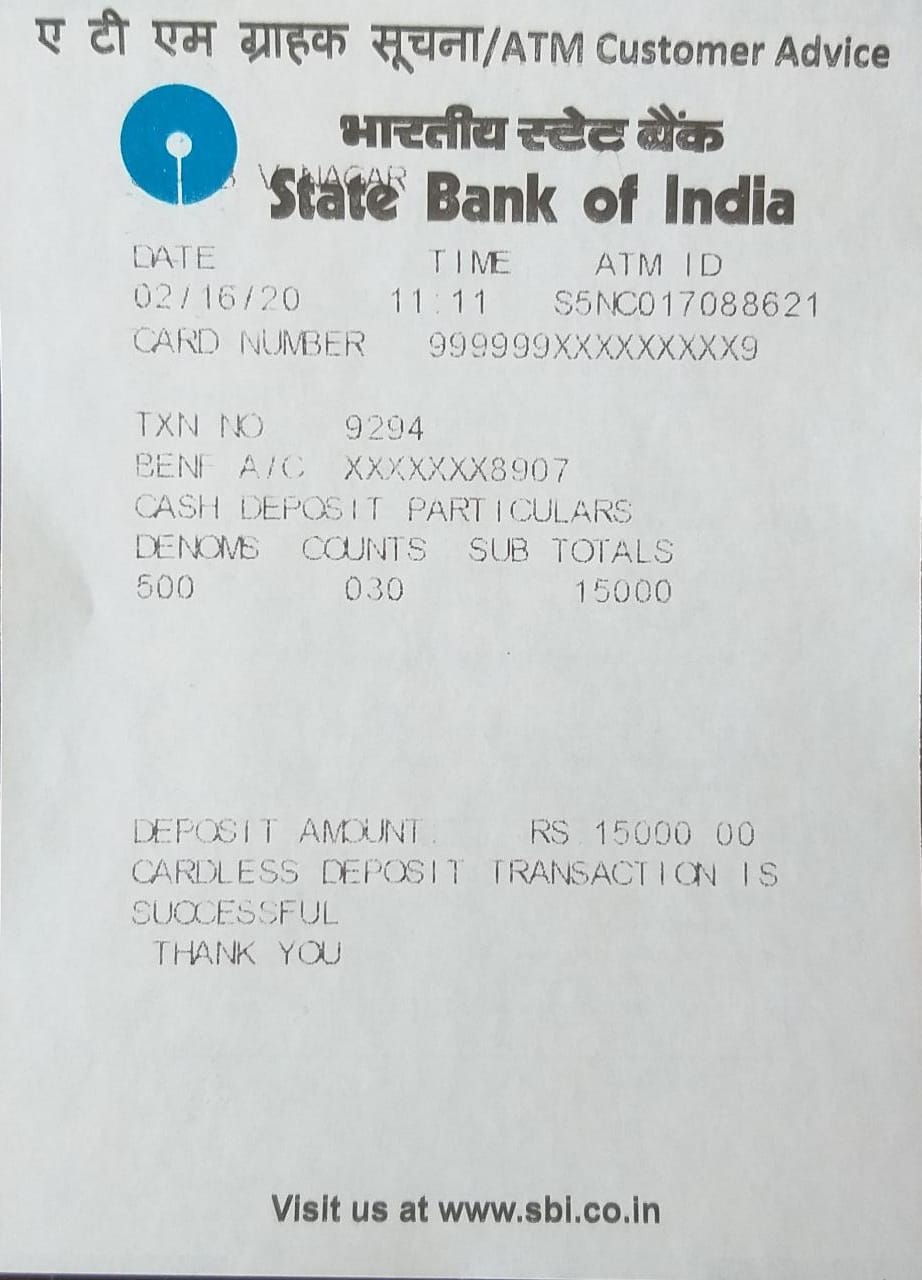 ए टी एम ग्राहक सूचना/ATM Customer Advice
भारतीय स्टेट बैंक
NAGAR
State Bank of India
DATE TIME ATM ID
02/16/20 11:11 S5NC017088621
CARD NUMBER 999999XXXXXXXXX9
TXN NO 9294
BENF A/C XXXXXXX8907
CASH DEPOSIT PARTICULARS
DENOMS COUNTS SUB TOTALS
500 030 15000
DEPOSIT AMOUNT: RS 15000 00
CARDLESS DEPOSIT TRANSACTION IS
SUCCESSFUL
THANK YOU
Visit us at www.sbi.co.in